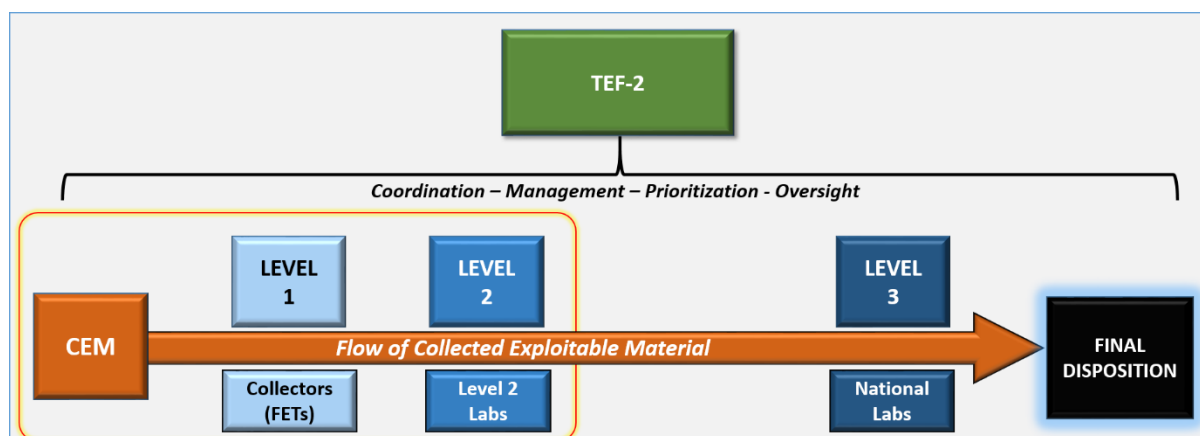 TEF-2
Coordination – Management – Prioritization - Oversight
LEVEL
1
LEVEL
2
LEVEL
3
CEM
Flow of Collected Exploitable Material
FINAL
DISPOSITION
Collectors
(FETs)
Level 2
Labs
National
Labs